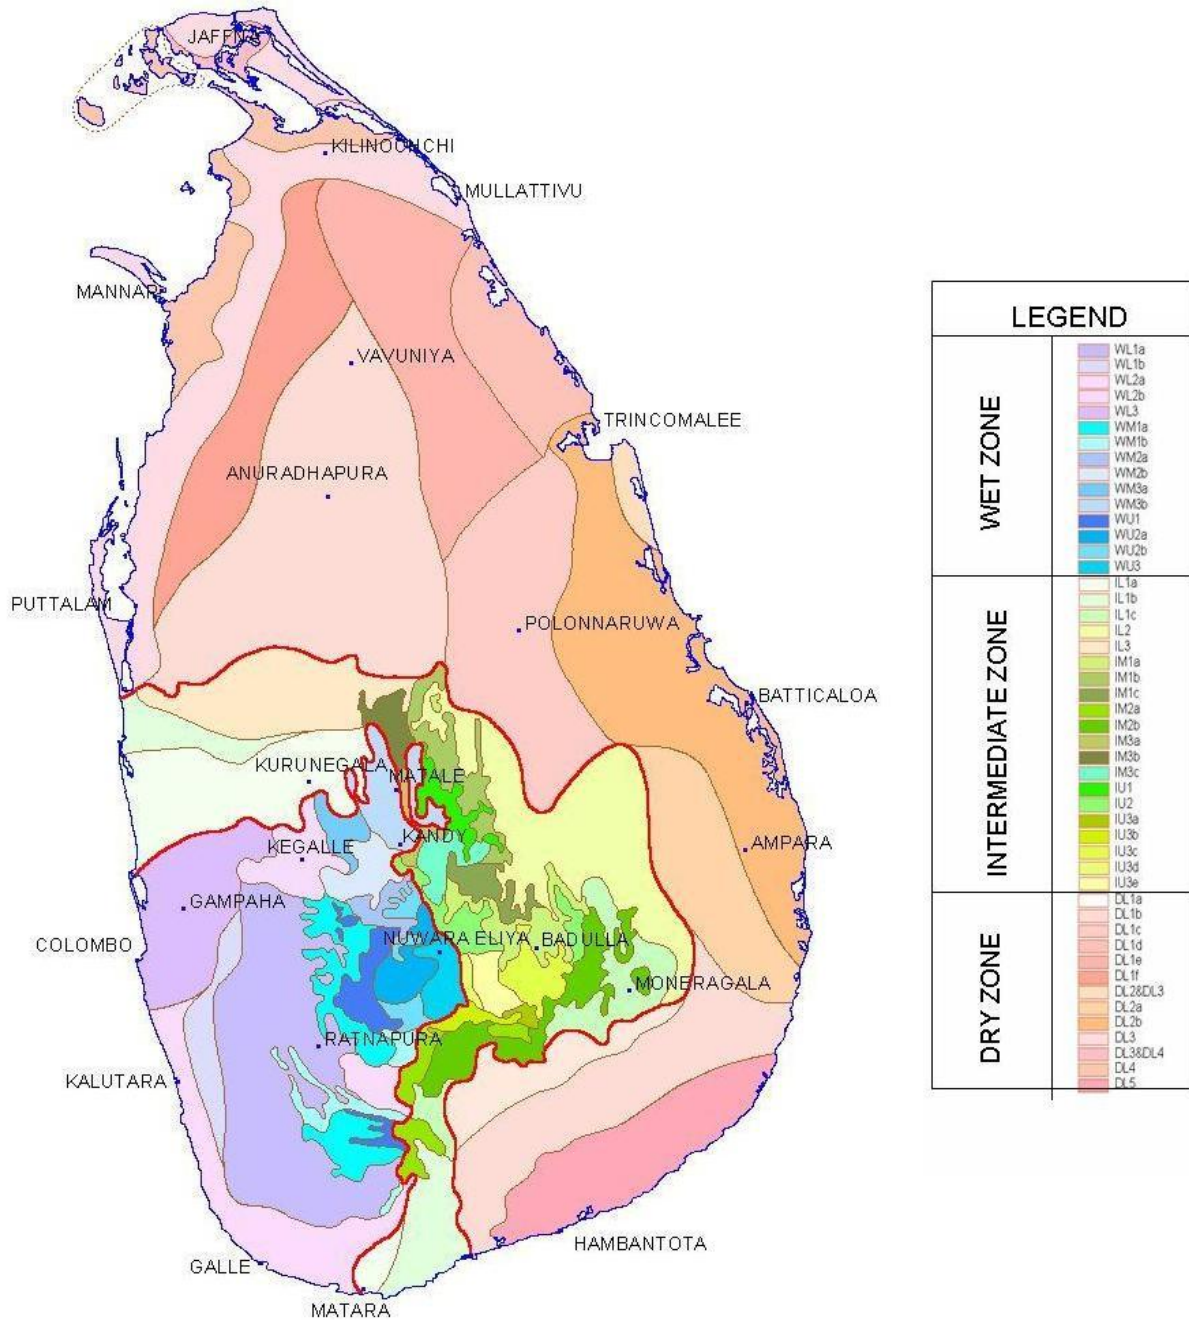 JAFFNA
KILINOCHCHI
MULLATTIVU
MANNAR
VAVUNIYA
TRINCOMALEE
ANURADHAPURA
PUTTALAM
POLONNARUWA
BATTICALOA
KURUNEGALA
MATALE
KANDY
KEGALLE
AMPARA
GAMPAHA
COLOMBO
NUWARA ELIYA
BADULLA
MONERAGALA
RATNAPURA
KALUTARA
HAMBANTOTA
GALLE
MATARA
LEGEND
WET ZONE
WL1a
WL1b
WL2a
WL2b
WL3
WM1a
WM1b
WM2a
WM2b
WM3a
WM3b
WU1
WU2a
WU2b
WU3
INTERMEDIATE ZONE
IL1a
IL1b
IL1c
IL2
IL3
IM1a
IM1b
IM1c
IM2a
IM2b
IM3a
IM3b
IM3c
IU1
IU2
IU3a
IU3b
IU3c
IU3d
IU3e
DRY ZONE
DL1a
DL1b
DL1c
DL1d
DL1e
DL1f
DL2&DL3
DL2a
DL2b
DL3
DL3&DL4
DL4
DL5